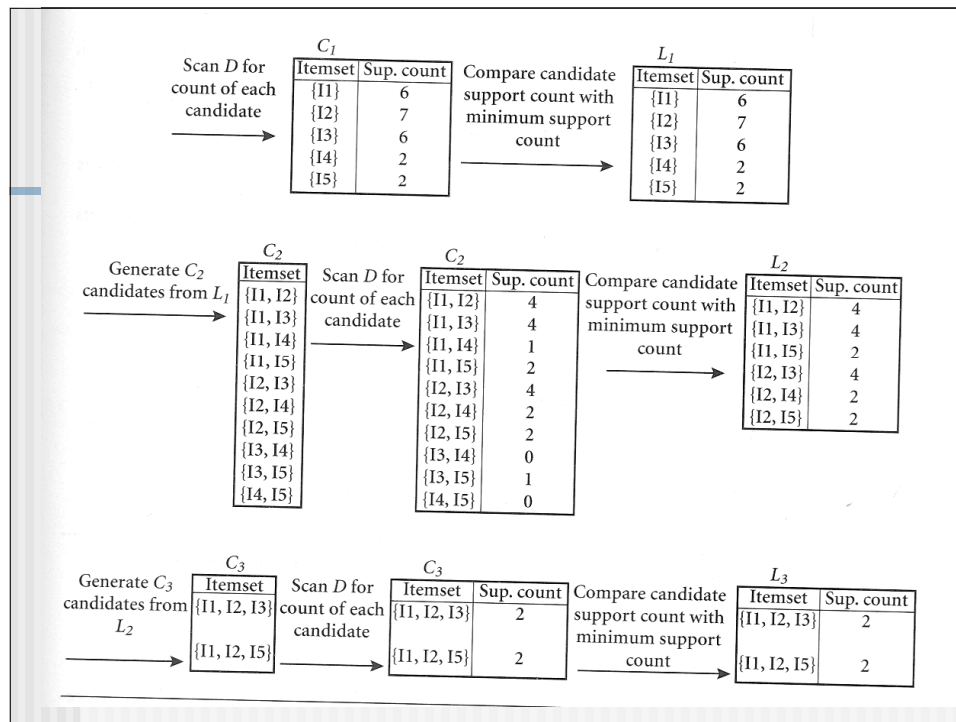 C1
Scan D for
count of each
candidate
Itemset Sup. count
{I1} 6
{I2} 7
{I3} 6
{I4} 2
{I5} 2
Compare candidate
support count with
minimum support
count
L1
Itemset Sup. count
{I1} 6
{I2} 7
{I3} 6
{I4} 2
{I5} 2
Generate C2
candidates from L1
C2
Itemset
{I1, I2}
{I1, I3}
{I1, I4}
{I1, I5}
{I2, I3}
{I2, I4}
{I2, I5}
{I3, I4}
{I3, I5}
{I4, I5}
Scan D for
count of each
candidate
C2
Itemset Sup. count
{I1, I2} 4
{I1, I3} 4
{I1, I4} 1
{I1, I5} 2
{I2, I3} 4
{I2, I4} 2
{I2, I5} 2
{I3, I4} 0
{I3, I5} 1
{I4, I5} 0
Compare candidate
support count with
minimum support
count
L2
Itemset Sup. count
{I1, I2} 4
{I1, I3} 4
{I1, I5} 2
{I2, I3} 4
{I2, I4} 2
{I2, I5} 2
Generate C3
candidates from
L2
C3
Itemset
{I1, I2, I3}
{I1, I2, I5}
Scan D for
count of each
candidate
C3
Itemset Sup. count
{I1, I2, I3} 2
{I1, I2, I5} 2
Compare candidate
support count with
minimum support
count
L3
Itemset Sup. count
{I1, I2, I3} 2
{I1, I2, I5} 2